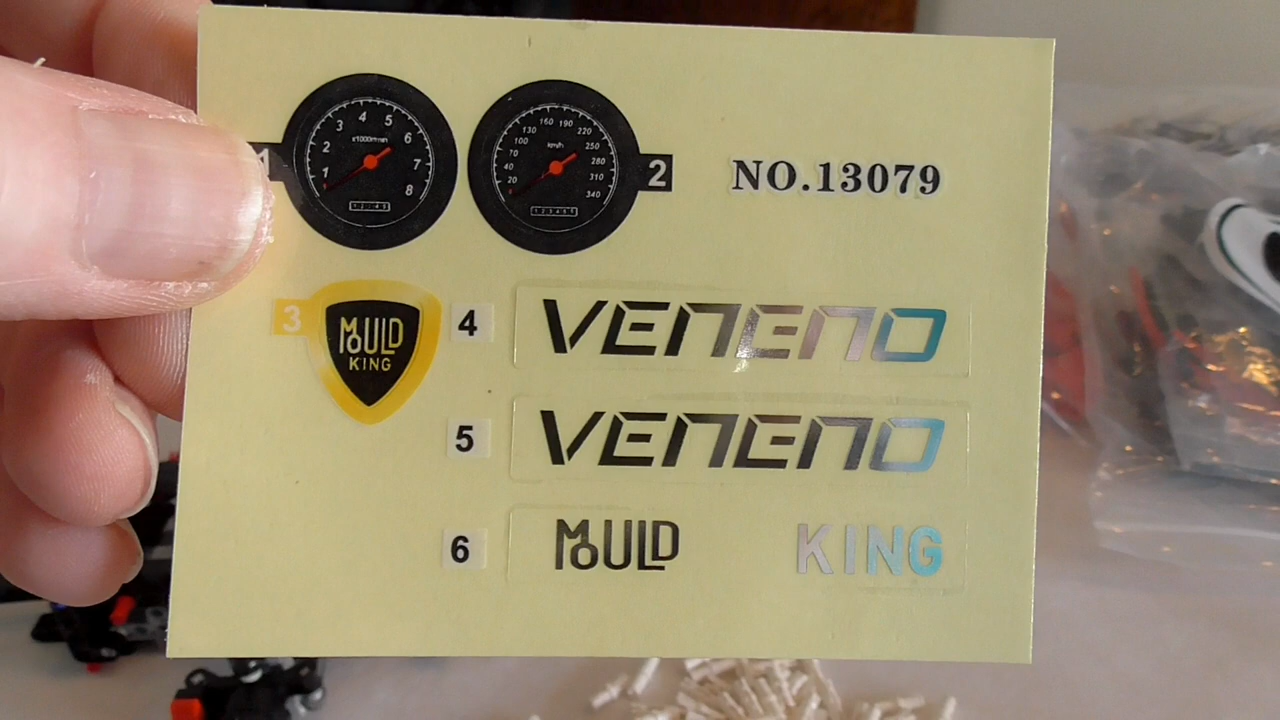 1
1 2 3 4 5 6 7 8
x1000r/min
2
20 40 70 100 130 160 190 220 250 280 310 340
km/h
NO.13079
3
MOULD
KING
4
VENENO
5
VENENO
6
MOULD KING